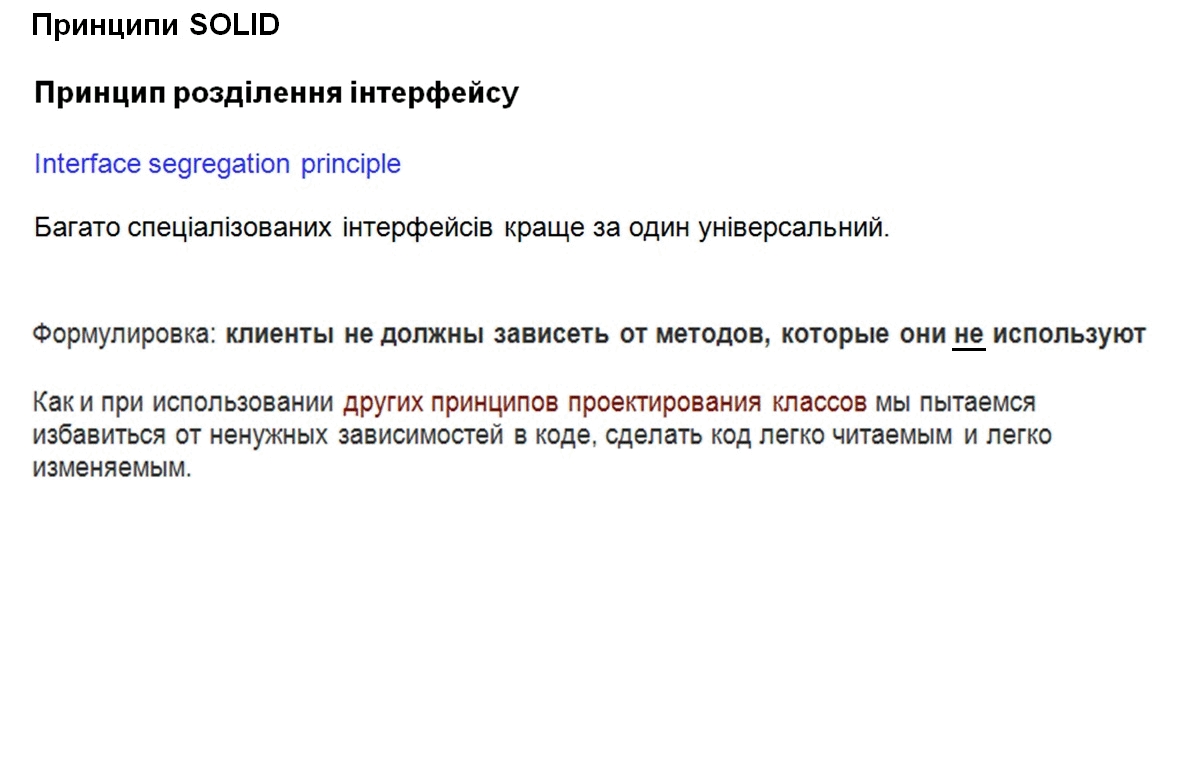 Принципи SOLID
Принцип розділення інтерфейсу
Interface segregation principle
Багато спеціалізованих інтерфейсів краще за один універсальний.
Формулировка: клиенты не должны зависеть от методов, которые они не используют
Как и при использовании других принципов проектирования классов мы пытаемся
избавиться от ненужных зависимостей в коде, сделать код легко читаемым и легко
изменяемым.